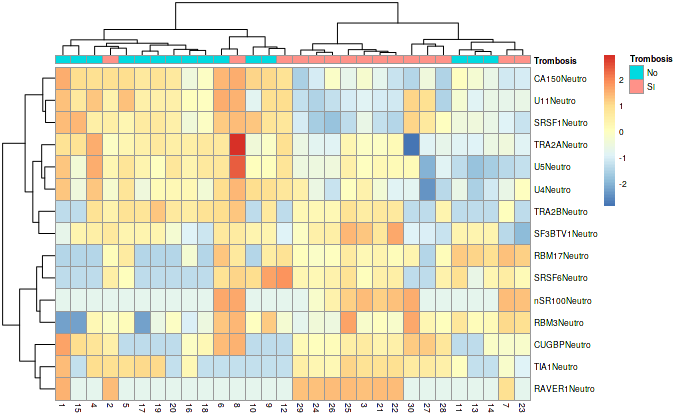 Trombosis
CA150Neutro
U11Neutro
SRSF1Neutro
TRA2ANeutro
U5Neutro
U4Neutro
TRA2BNeutro
SF3BTV1Neutro
RBM17Neutro
SRSF6Neutro
nSR100Neutro
RBM3Neutro
CUGBPNeutro
TIA1Neutro
RAVER1Neutro
1 15 4 2 5 17 19 20 16 18 6 8 10 9 12 29 24 26 25 3 21 22 30 27 28 11 13 14 7 23
2
1
0
-1
-2
Trombosis
No
SI